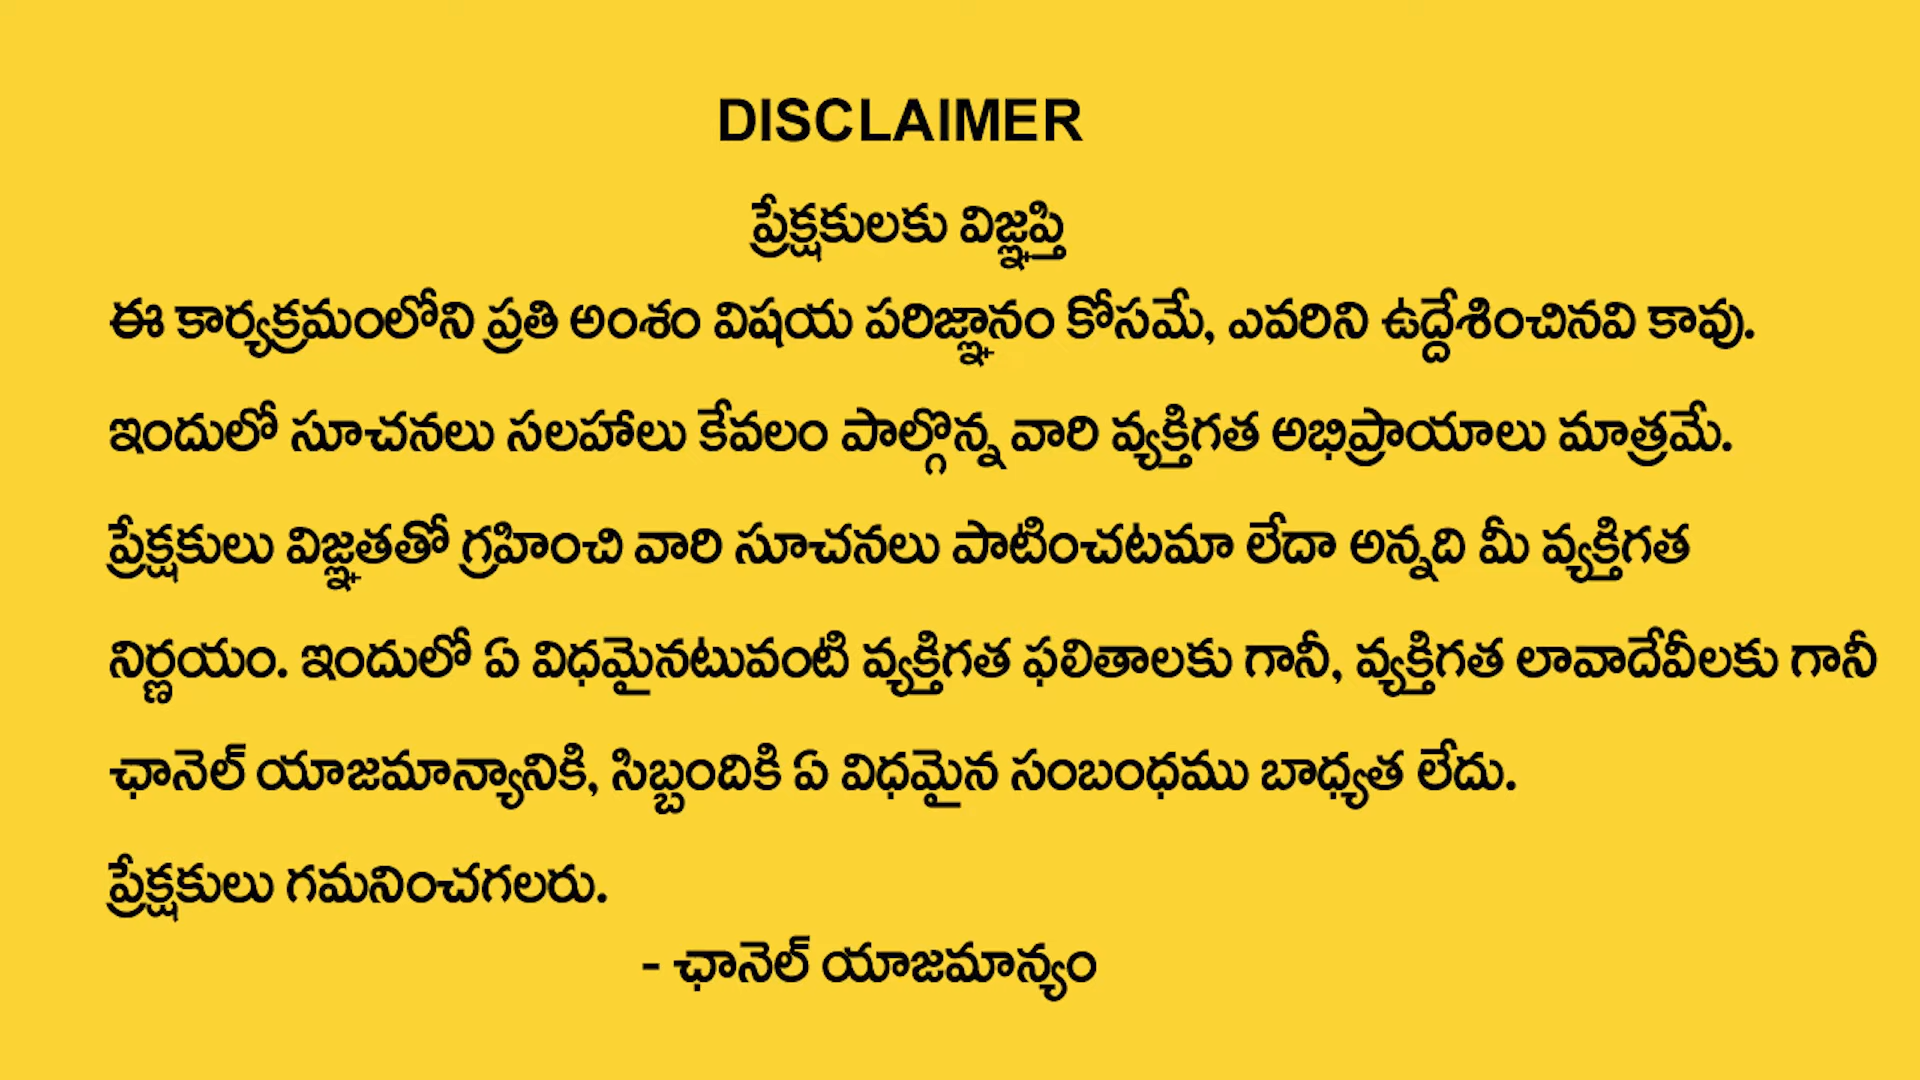 DISCLAIMER
ప్రేక్షకులకు విజ్ఞప్తి
ఈ కార్యక్రమంలోని ప్రతి అంశం విషయ పరిజ్ఞానం కోసమే, ఎవరిని ఉద్దేశించినవి కావు.
ఇందులో సూచనలు సలహాలు కేవలం పాల్గొన్న వారి వ్యక్తిగత అభిప్రాయాలు మాత్రమే.
ప్రేక్షకులు విజ్ఞతతో గ్రహించి వారి సూచనలు పాటించటమా లేదా అన్నది మీ వ్యక్తిగత
నిర్ణయం. ఇందులో ఏ విధమైనటువంటి వ్యక్తిగత ఫలితాలకు గానీ, వ్యక్తిగత లావాదేవీలకు గానీ
ఛానెల్ యాజమాన్యానికి, సిబ్బందికి ఏ విధమైన సంబంధము బాధ్యత లేదు.
ప్రేక్షకులు గమనించగలరు.
- ఛానెల్ యాజమాన్యం